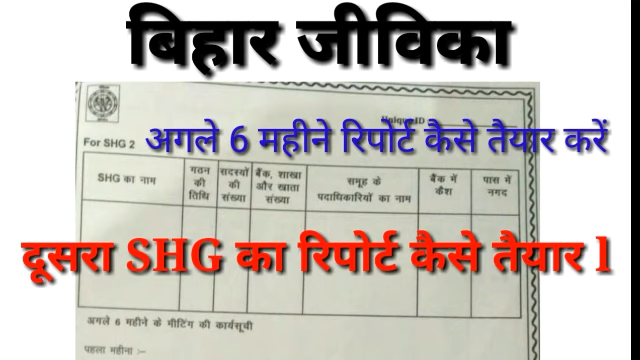 बिहार जीविका
Unique ID
अगले 6 महीने रिपोर्ट कैसे तैयार करें
For SHG 2
SHG का नाम
गठन की तिथि
सदस्यों की संख्या
बैंक, शाखा और खाता संख्या
समूह के पदाधिकारियों का नाम
बैंक में कैश
पास में नगद
दूसरा SHG का रिपोर्ट कैसे तैयार l
अगले 6 महीने के मीटिंग की कार्यसूची
पहला महीना :-